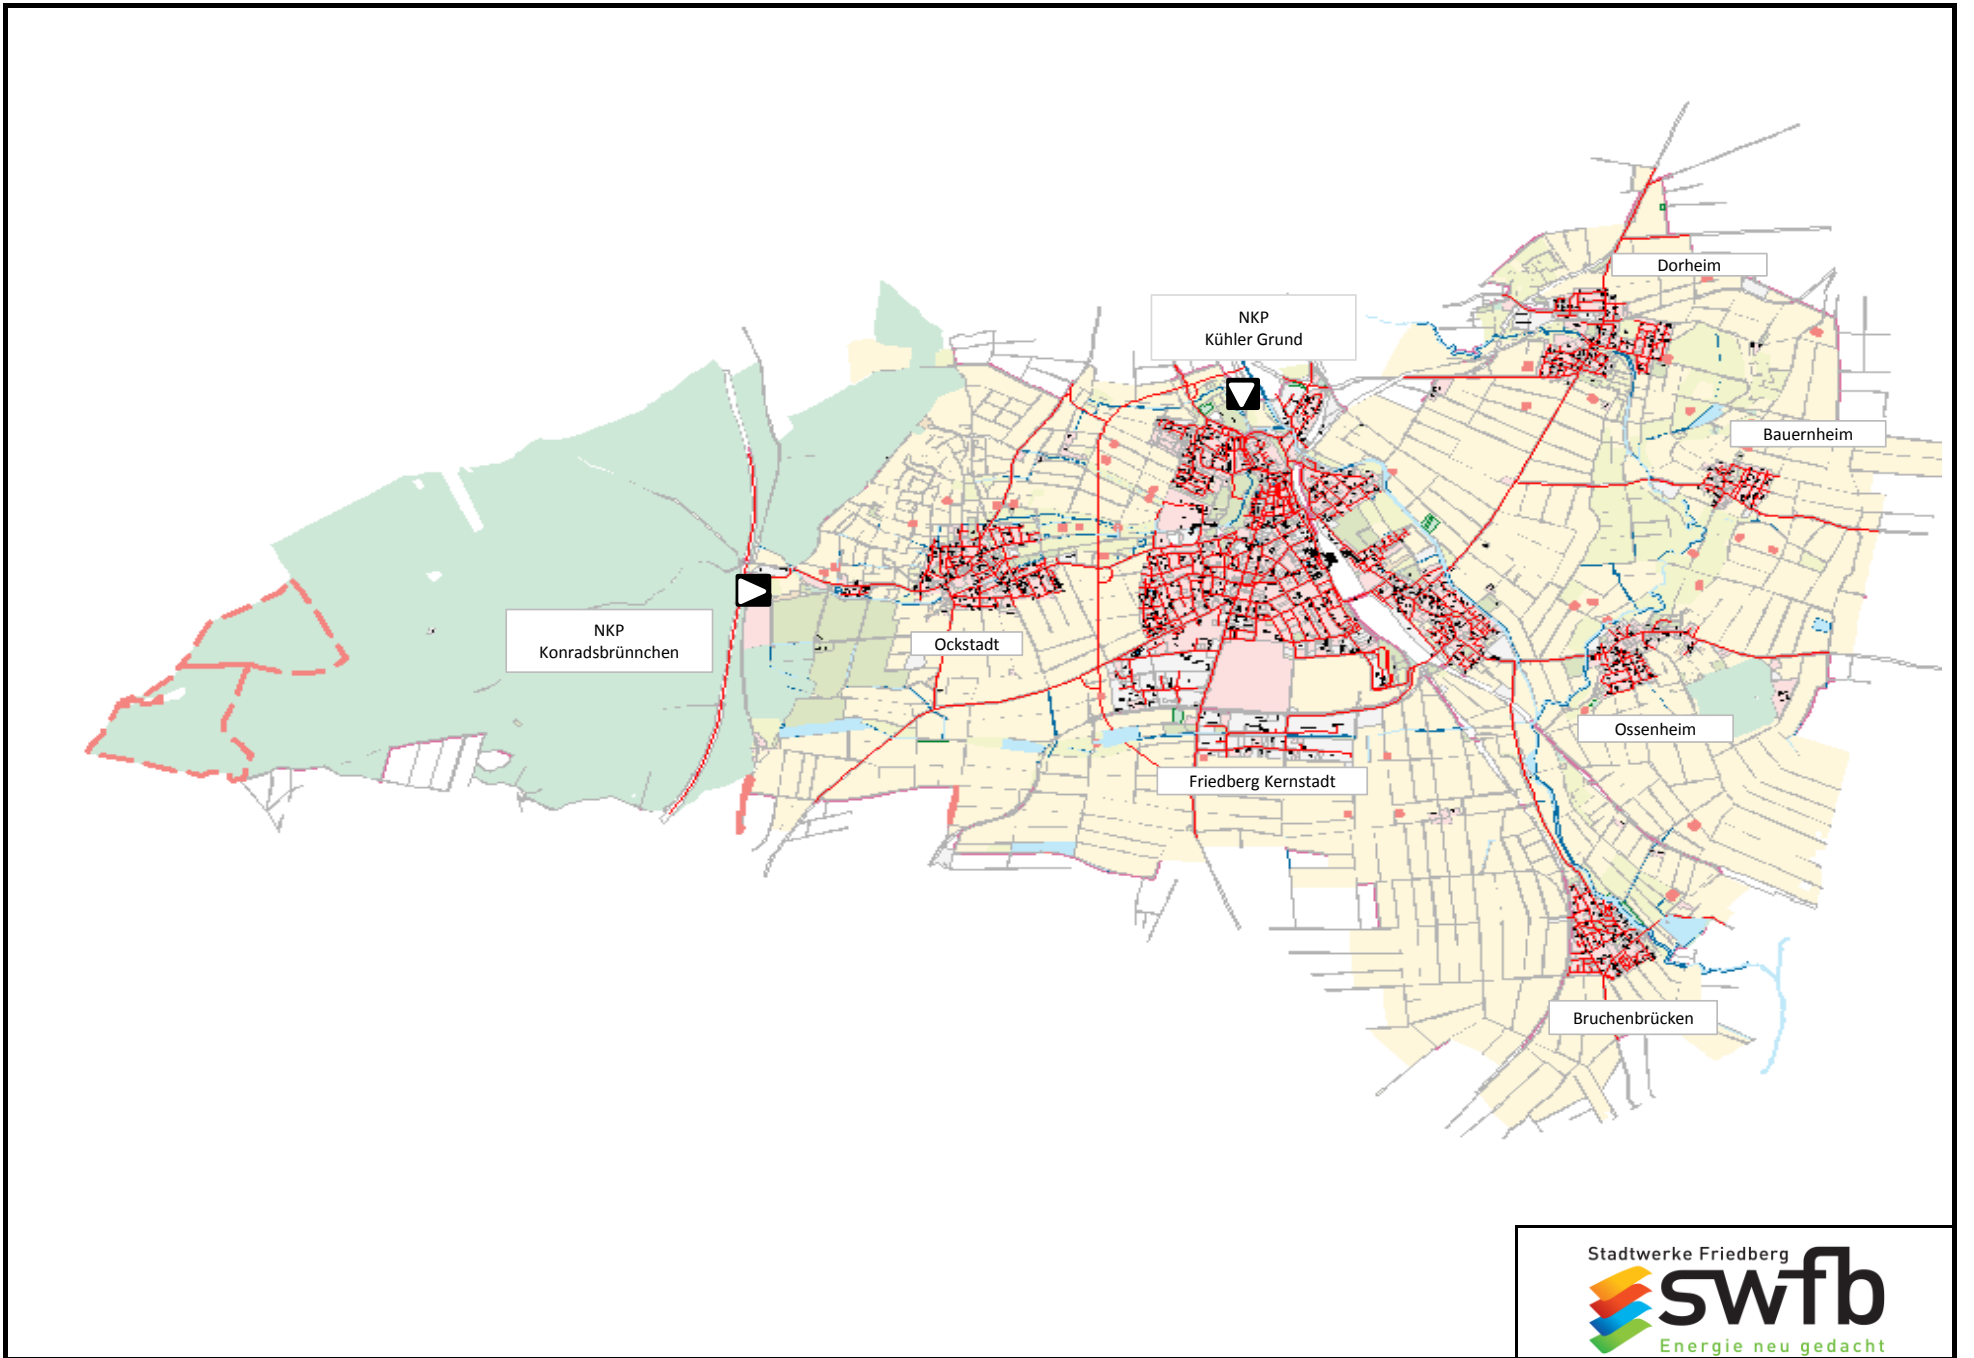 Dorheim
NKP
Kühler Grund
Bauernheim
NKP
Konradsbrünnchen
Ockstadt
Ossenheim
Friedberg Kernstadt
Bruchenbrücken
Stadtwerke Friedberg
swfb
Energie neu gedacht